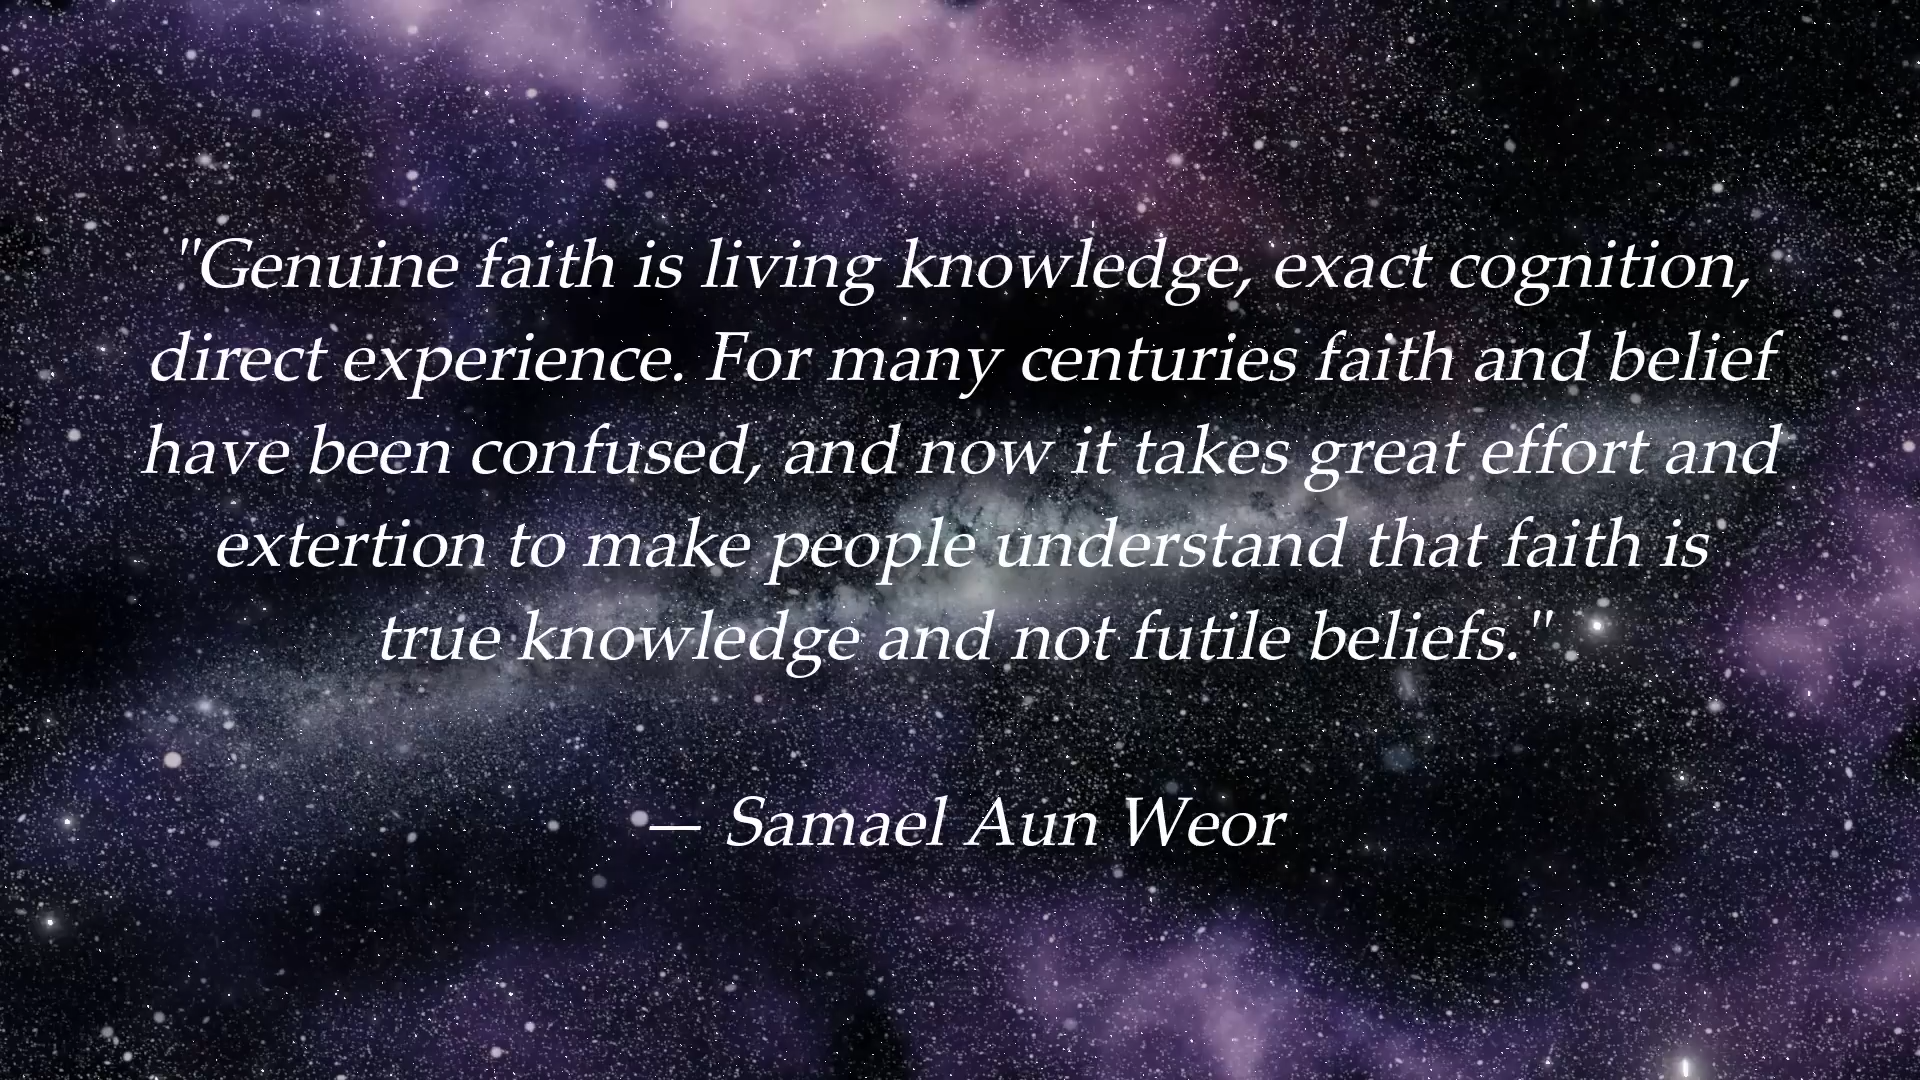 "Genuine faith is living knowledge, exact cognition,
direct experience. For many centuries faith and belief
have been confused, and now it takes great effort and
extertion to make people understand that faith is
true knowledge and not futile beliefs."
— Samael Aun Weor